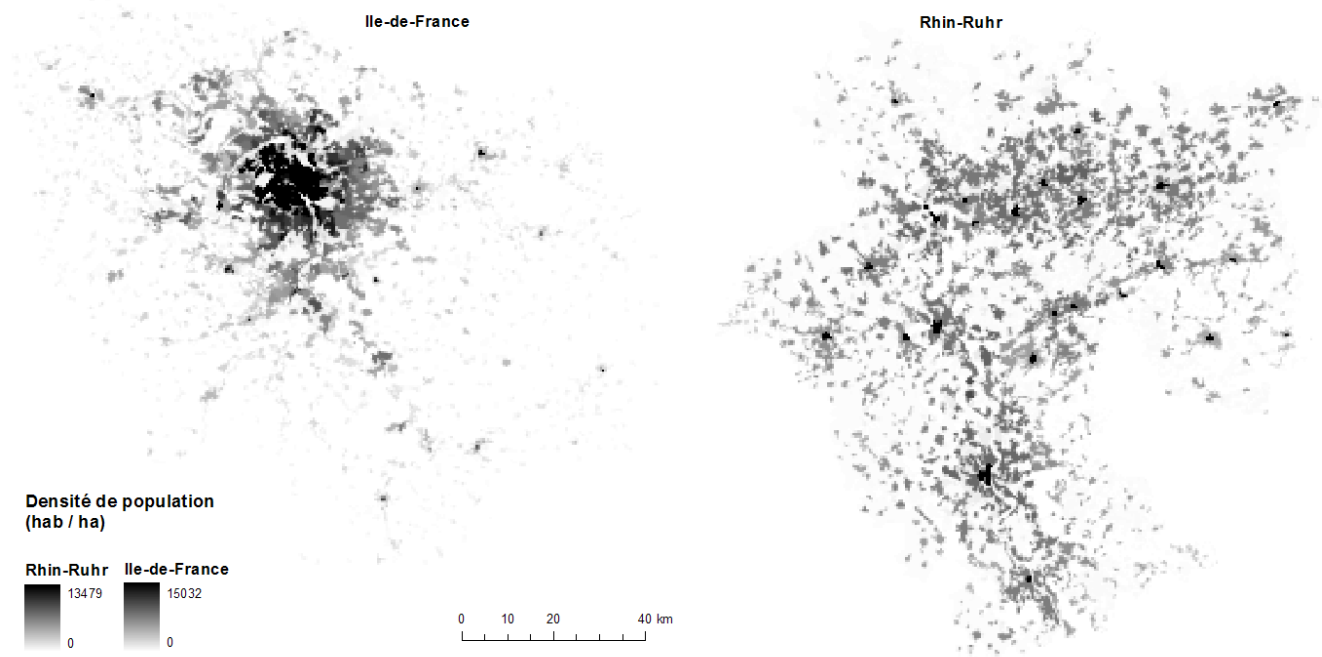 Ile-de-France
Rhin-Ruhr
Densité de population
(hab / ha)
Rhin-Ruhr Ile-de-France
13479 15032
0 0
0 10 20 40 km